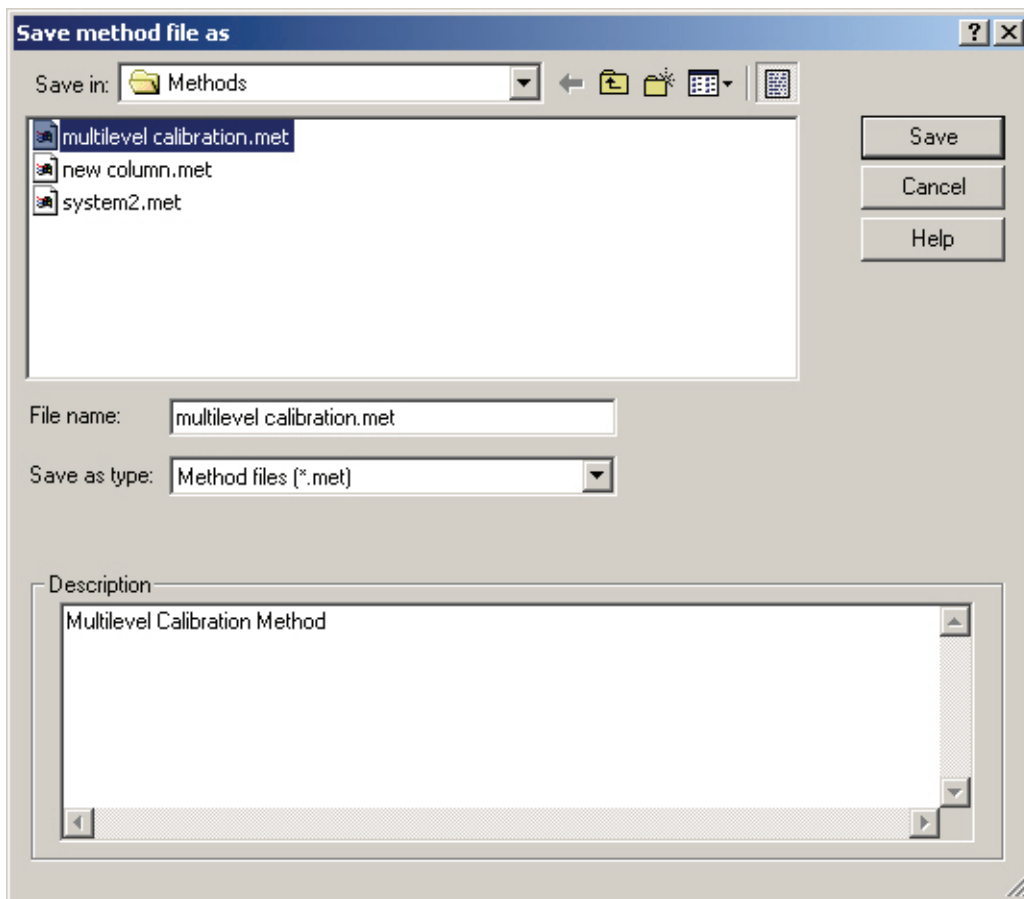 Save method file as
Save in: Methods
multilevel calibration.met
new column.met
system2.met
Save
Cancel
Help
File name: multilevel calibration.met
Save as type: Method files (*.met)
Description
Multilevel Calibration Method